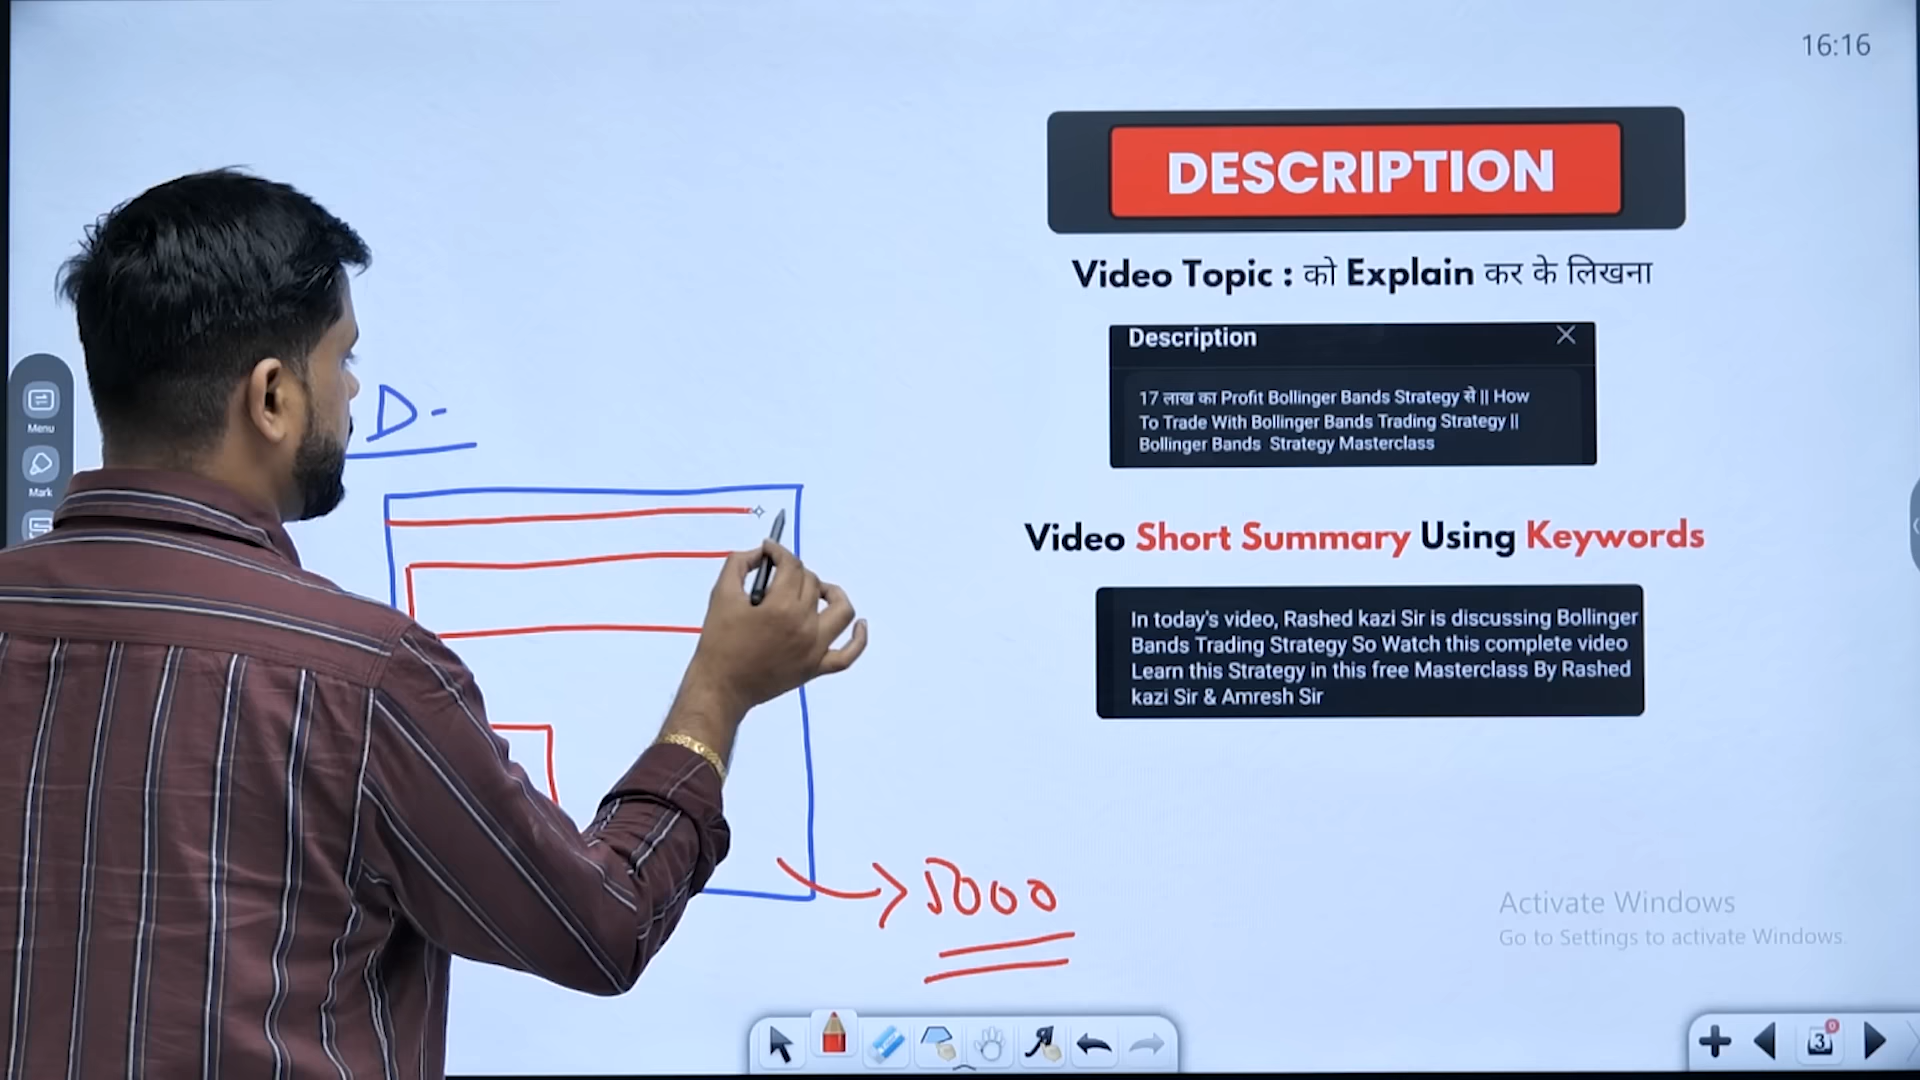 16:16
DESCRIPTION
Video Topic : को Explain कर के लिखना
Description
17 लाख का Profit Bollinger Bands Strategy से || How
To Trade With Bollinger Bands Trading Strategy ||
Bollinger Bands Strategy Masterclass
Video Short Summary Using Keywords
In today's video, Rashed kazi Sir is discussing Bollinger
Bands Trading Strategy So Watch this complete video
Learn this Strategy in this free Masterclass By Rashed
kazi Sir & Amresh Sir
D-
Menu
Mark
5000
Activate Windows
Go to Settings to activate Windows.
3
0